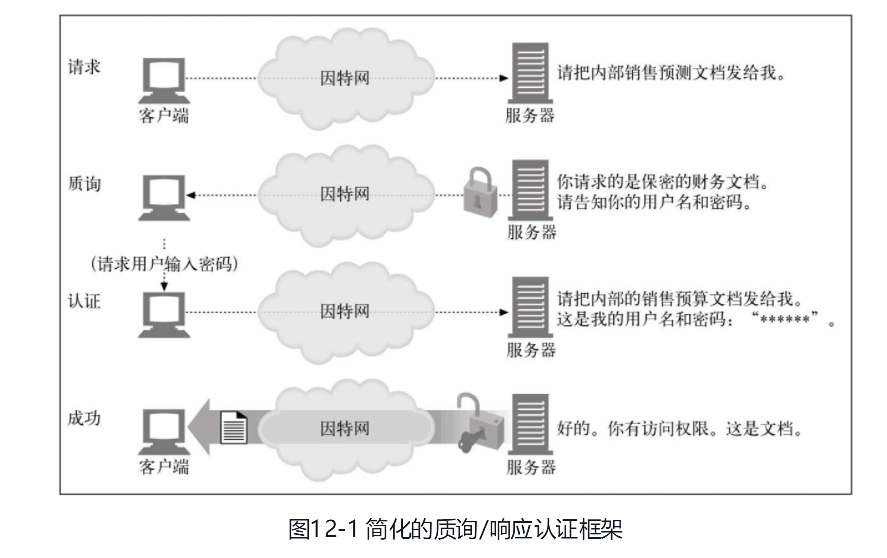 请求
客户端
因特网
服务器
请把内部销售预测文档发给我。
质询
因特网
服务器
你请求的是保密的财务文档。
请告知你的用户名和密码。
(请求用户输入密码)
认证
因特网
服务器
请把内部的销售预算文档发给我。
这是我的用户名和密码:“******”。
成功
客户端
因特网
服务器
好的。你有访问权限。这是文档。
图12-1 简化的质询/响应认证框架